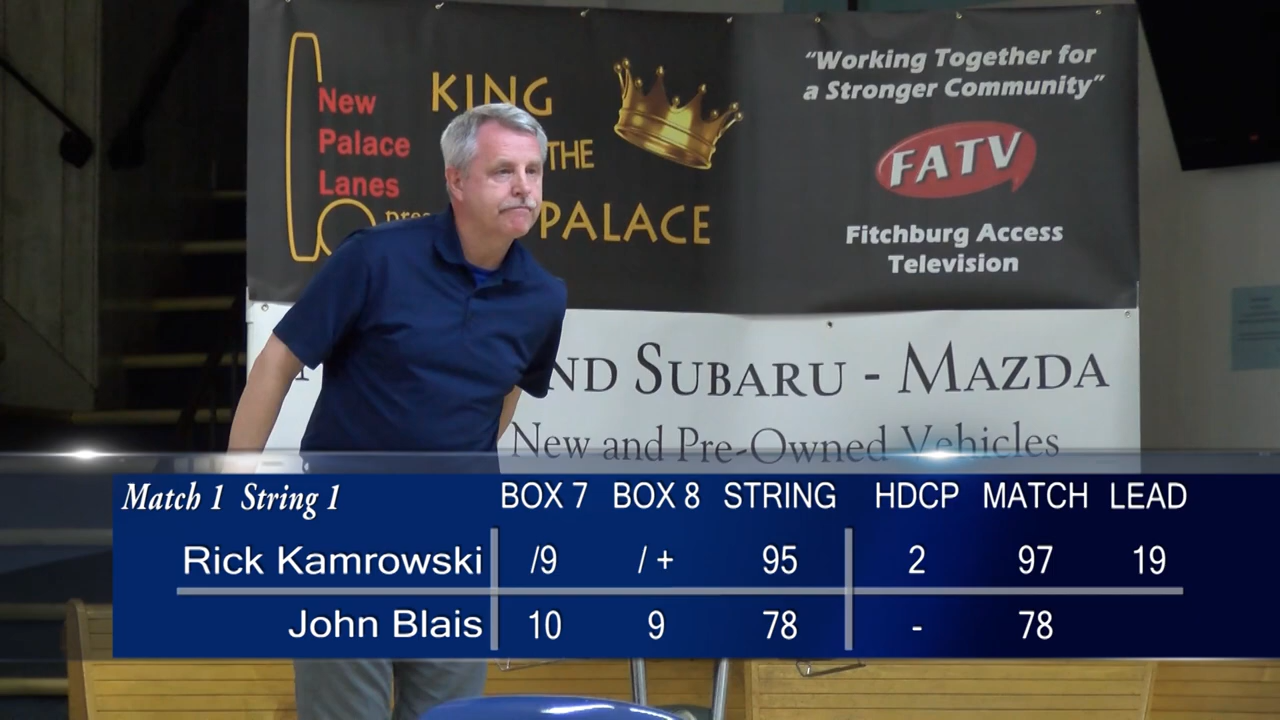 New
Palace
Lanes
KING
THE
PALACE
"Working Together for
a Stronger Community"
FATV
Fitchburg Access
Television
SUBARU - MAZDA
New and Pre-Owned Vehicles
Match 1 String 1 BOX 7 BOX 8 STRING HDCP MATCH LEAD
Rick Kamrowski /9 / + 95 2 97 19
John Blais 10 9 78 - 78